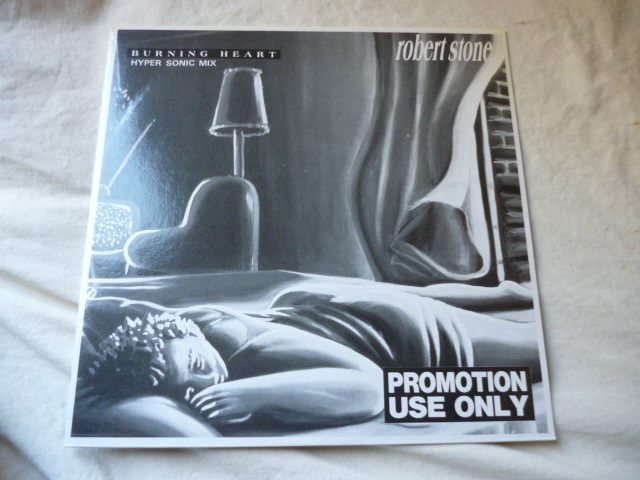 BURNING HEART
HYPER SONIC MIX
robert stone
PROMOTION
USE ONLY